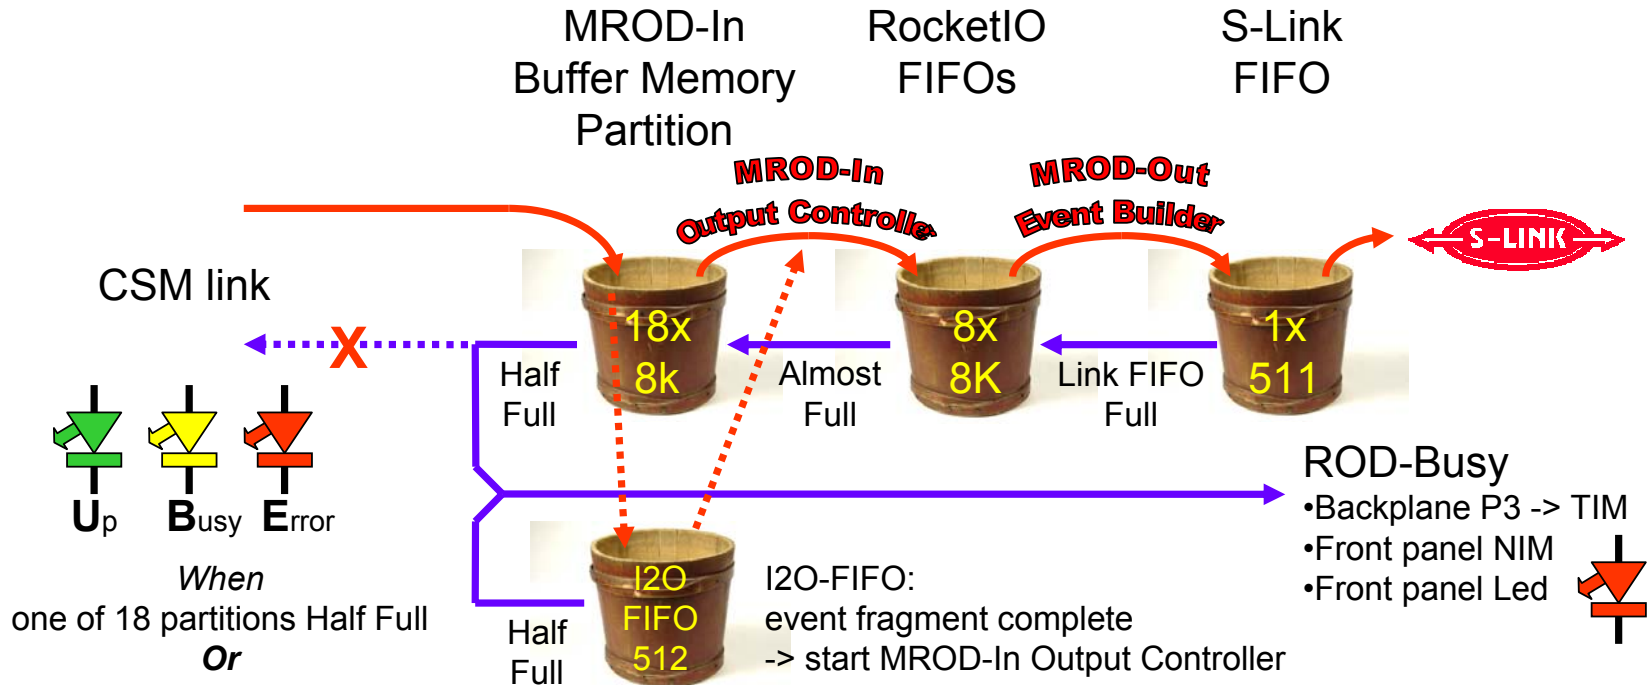 MROD-In
Buffer Memory
Partition
RocketIO
FIFOs
S-Link
FIFO
MROD-In
Output Controller
MROD-Out
Event Builder
S-LINK
CSM link
X
18x
8k
8x
8K
1x
511
Half
Full
Almost
Full
Link FIFO
Full
Up
Busy
Error
When
one of 18 partitions Half Full
Or
ROD-Busy
•Backplane P3 -> TIM
•Front panel NIM
•Front panel Led
I2O
FIFO
512
Half
Full
I2O-FIFO:
event fragment complete
-> start MROD-In Output Controller